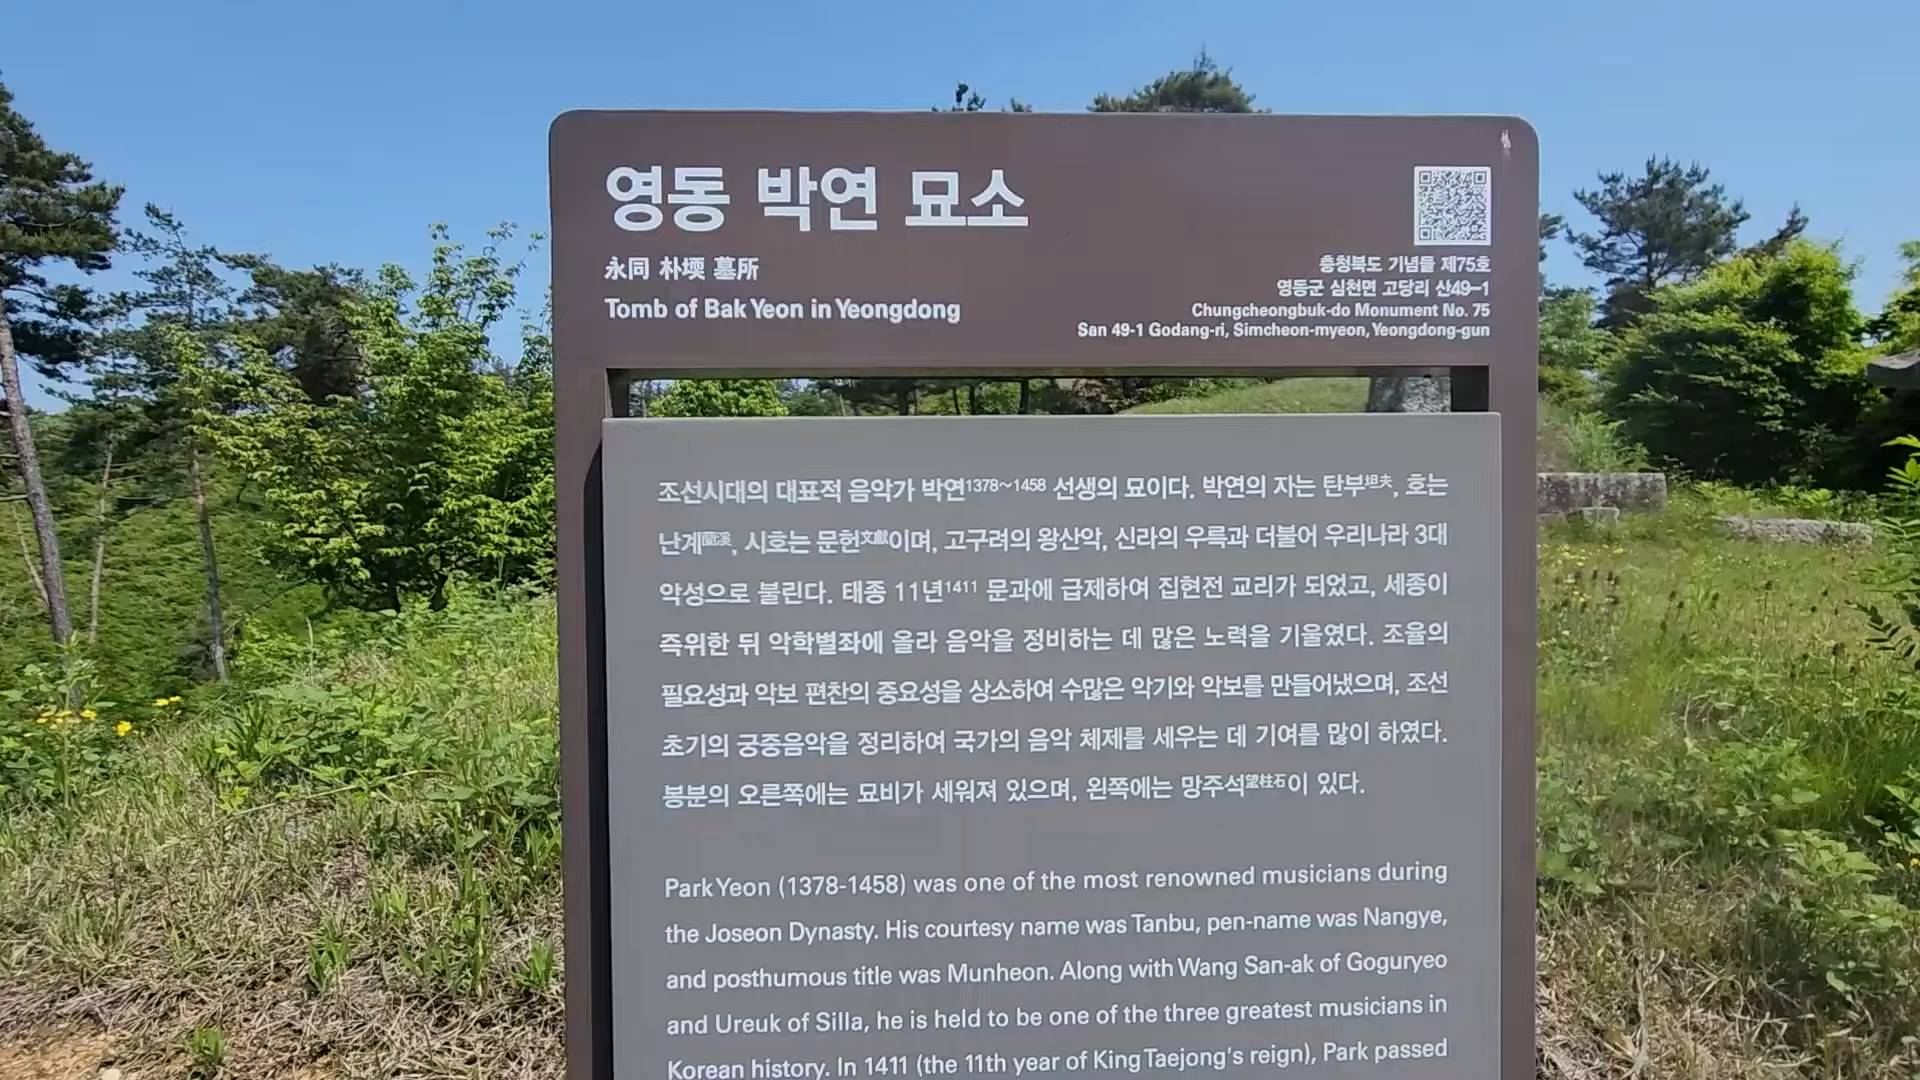 영동 박연 묘소
永同 朴堧 墓所
Tomb of Bak Yeon in Yeongdong
충청북도 기념물 제75호
영동군 심천면 고당리 산49-1
Chungcheongbuk-do Monument No. 75
San 49-1 Godang-ri, Simcheon-myeon, Yeongdong-gun
조선시대의 대표적 음악가 박연1378~1458 선생의 묘이다. 박연의 자는 탄부坦夫, 호는
난계蘭溪, 시호는 문헌文獻이며, 고구려의 왕산악, 신라의 우륵과 더불어 우리나라 3대
악성으로 불린다. 태종 11년1411 문과에 급제하여 집현전 교리가 되었고, 세종이
즉위한 뒤 악학별좌에 올라 음악을 정비하는 데 많은 노력을 기울였다. 조율의
필요성과 악보 편찬의 중요성을 상소하여 수많은 악기와 악보를 만들어냈으며, 조선
초기의 궁중음악을 정리하여 국가의 음악 체제를 세우는 데 기여를 많이 하였다.
봉분의 오른쪽에는 묘비가 세워져 있으며, 왼쪽에는 망주석望柱石이 있다.
Park Yeon (1378-1458) was one of the most renowned musicians during
the Joseon Dynasty. His courtesy name was Tanbu, pen-name was Nangye,
and posthumous title was Munheon. Along with Wang San-ak of Goguryeo
and Ureuk of Silla, he is held to be one of the three greatest musicians in
Korean history. In 1411 (the 11th year of King Taejong's reign), Park passed